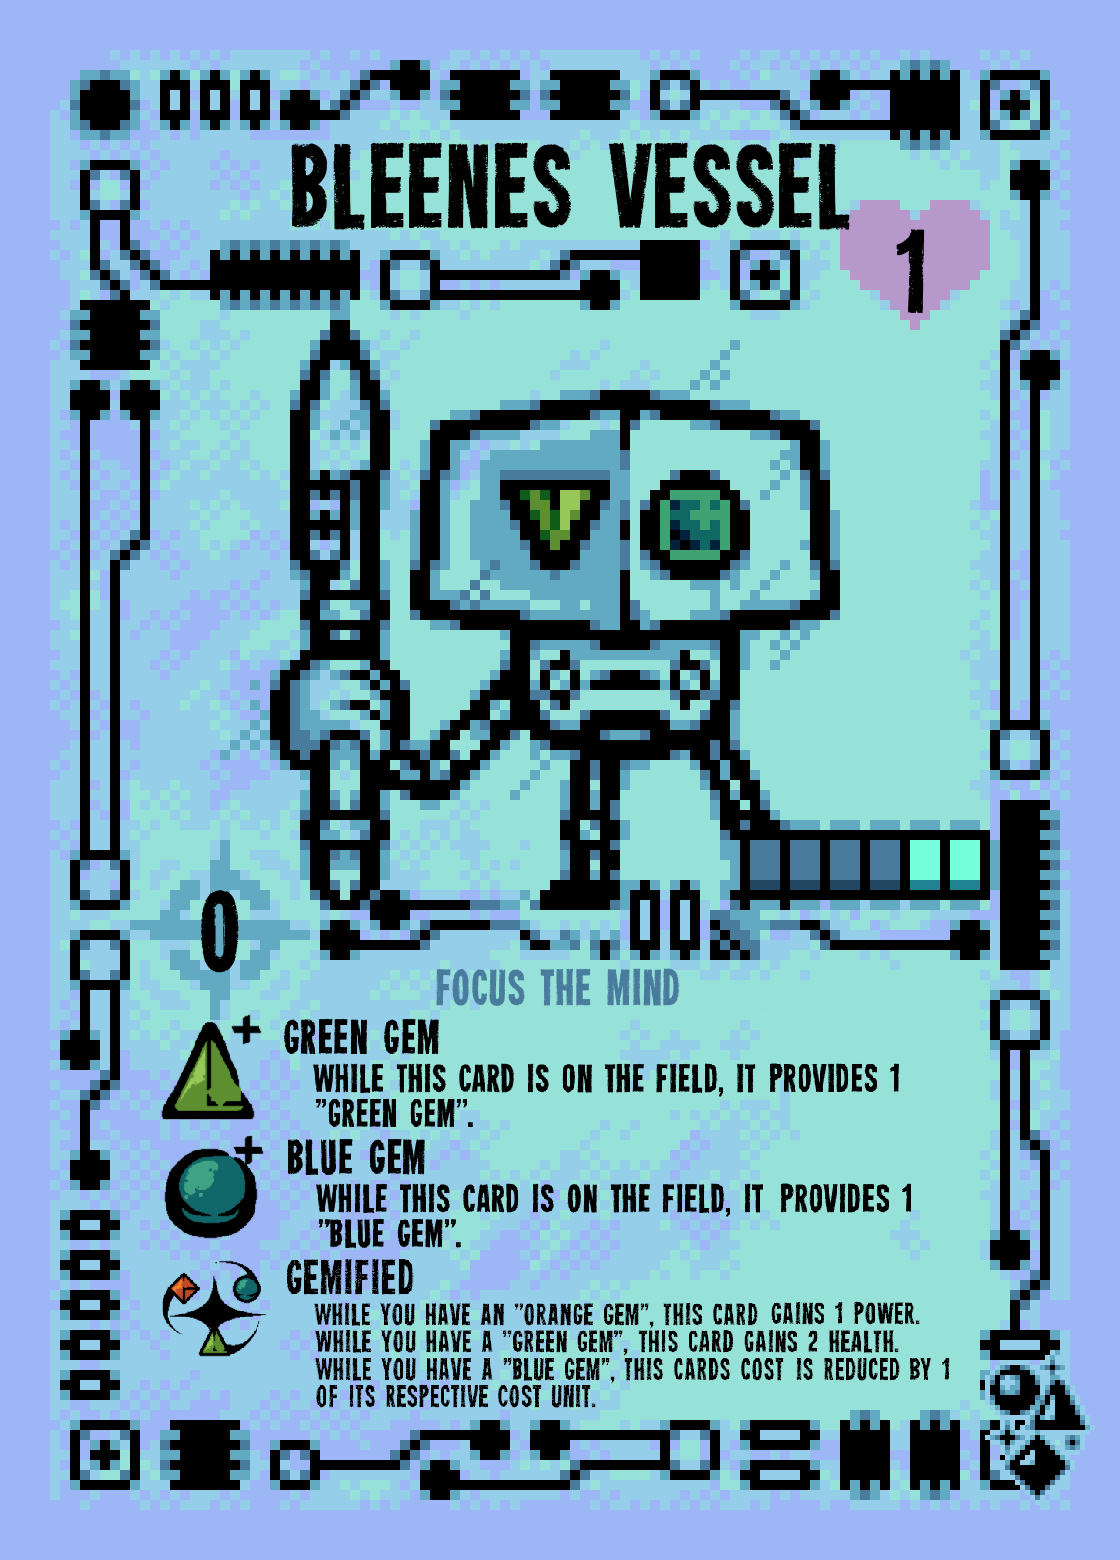 BLEENES VESSEL
1
0
FOCUS THE MIND
GREEN GEM
WHILE THIS CARD IS ON THE FIELD, IT PROVIDES 1
"GREEN GEM".
BLUE GEM
WHILE THIS CARD IS ON THE FIELD, IT PROVIDES 1
"BLUE GEM".
GEMIFIED
WHILE YOU HAVE AN "ORANGE GEM", THIS CARD GAINS 1 POWER.
WHILE YOU HAVE A "GREEN GEM", THIS CARD GAINS 2 HEALTH.
WHILE YOU HAVE A "BLUE GEM", THIS CARDS COST IS REDUCED BY 1
OF ITS RESPECTIVE COST UNIT.